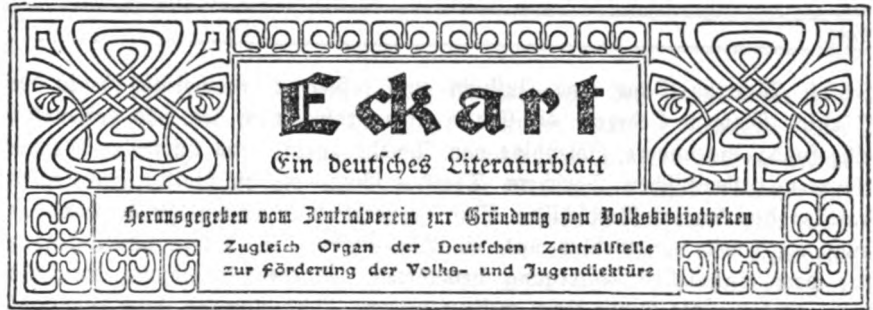 Eckart
Ein deutſches Literaturblatt
Herausgegeben vom Zentralverein zur Gründung von Volksbibliotheken
Zugleich Organ der Deutſchen Zentralſtelle
zur Förderung der Volks- und Jugendlektüre